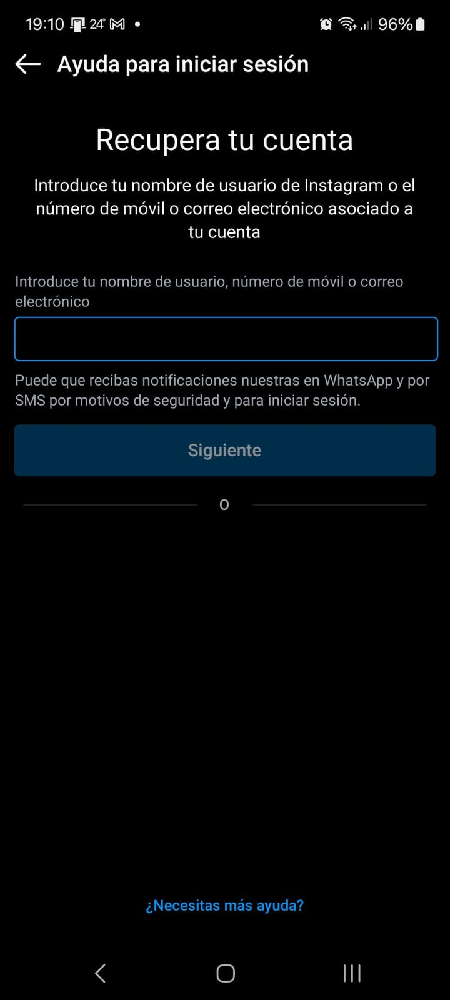 19:10 24° 96%
Ayuda para iniciar sesión
Recupera tu cuenta
Introduce tu nombre de usuario de Instagram o el
número de móvil o correo electrónico asociado a
tu cuenta
Introduce tu nombre de usuario, número de móvil o correo
electrónico
Puede que recibas notificaciones nuestras en WhatsApp y por
SMS por motivos de seguridad y para iniciar sesión.
Siguiente
O
¿Necesitas más ayuda?